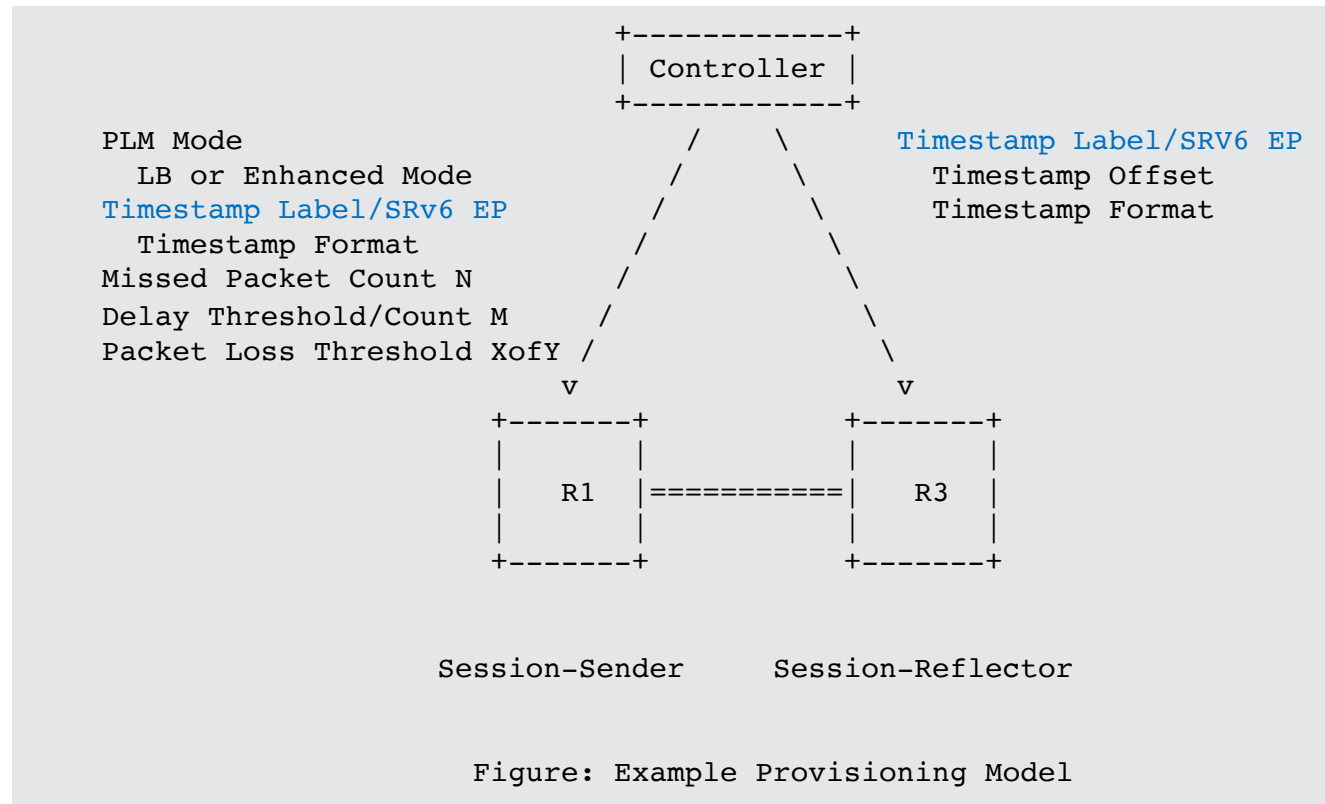 Controller
PLM Mode
LB or Enhanced Mode
Timestamp Label/SRv6 EP
Timestamp Format
Missed Packet Count N
Delay Threshold/Count M
Packet Loss Threshold XofY
Timestamp Label/SRV6 EP
Timestamp Offset
Timestamp Format
v v
R1 R3
Session-Sender Session-Reflector
Figure: Example Provisioning Model